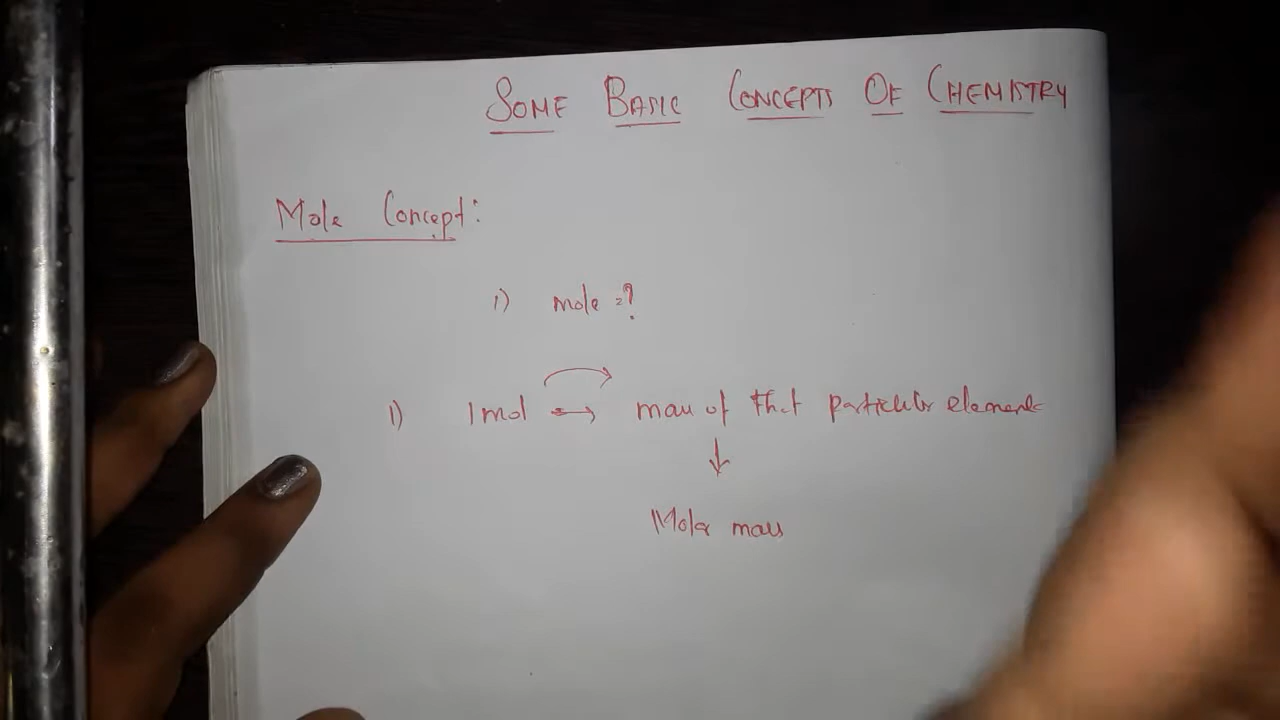 SOME BASIC CONCEPTS OF CHEMISTRY
Mole Concept:
1) mole =?
1) 1mol ↔ mass of that particular element
↓
Molar mass